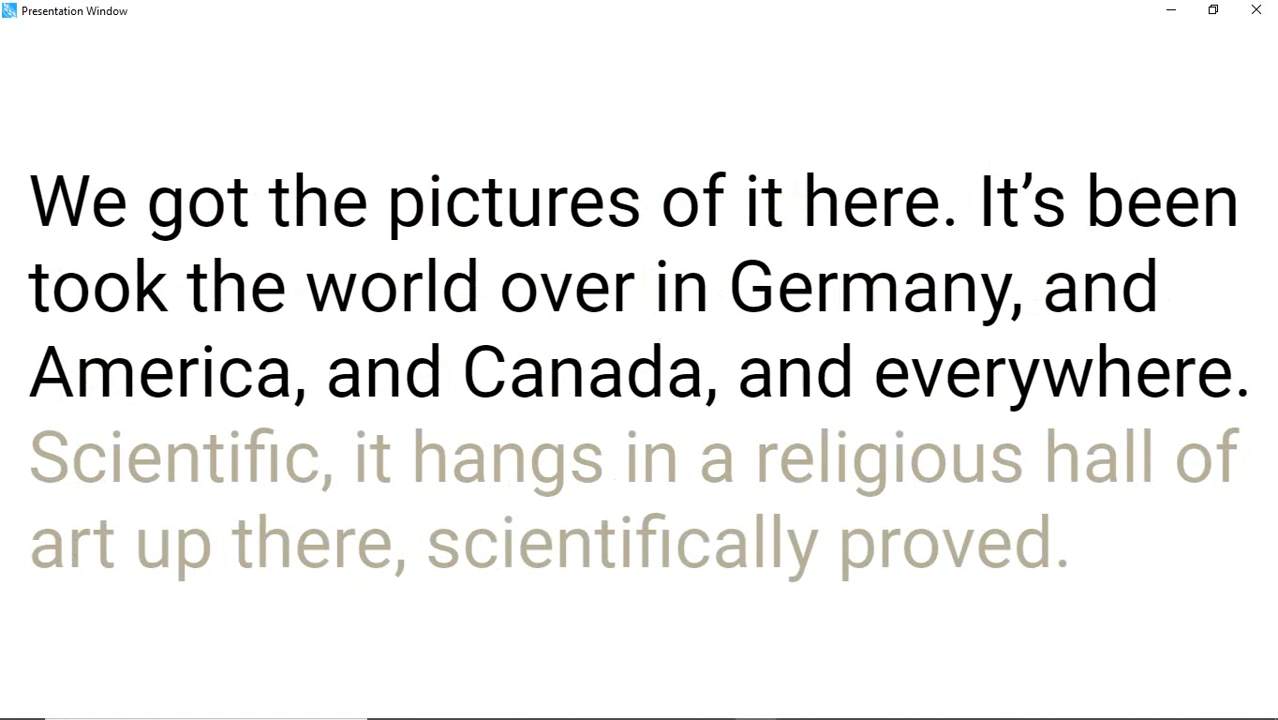 Presentation Window
We got the pictures of it here. It’s been
took the world over in Germany, and
America, and Canada, and everywhere.
Scientific, it hangs in a religious hall of
art up there, scientifically proved.